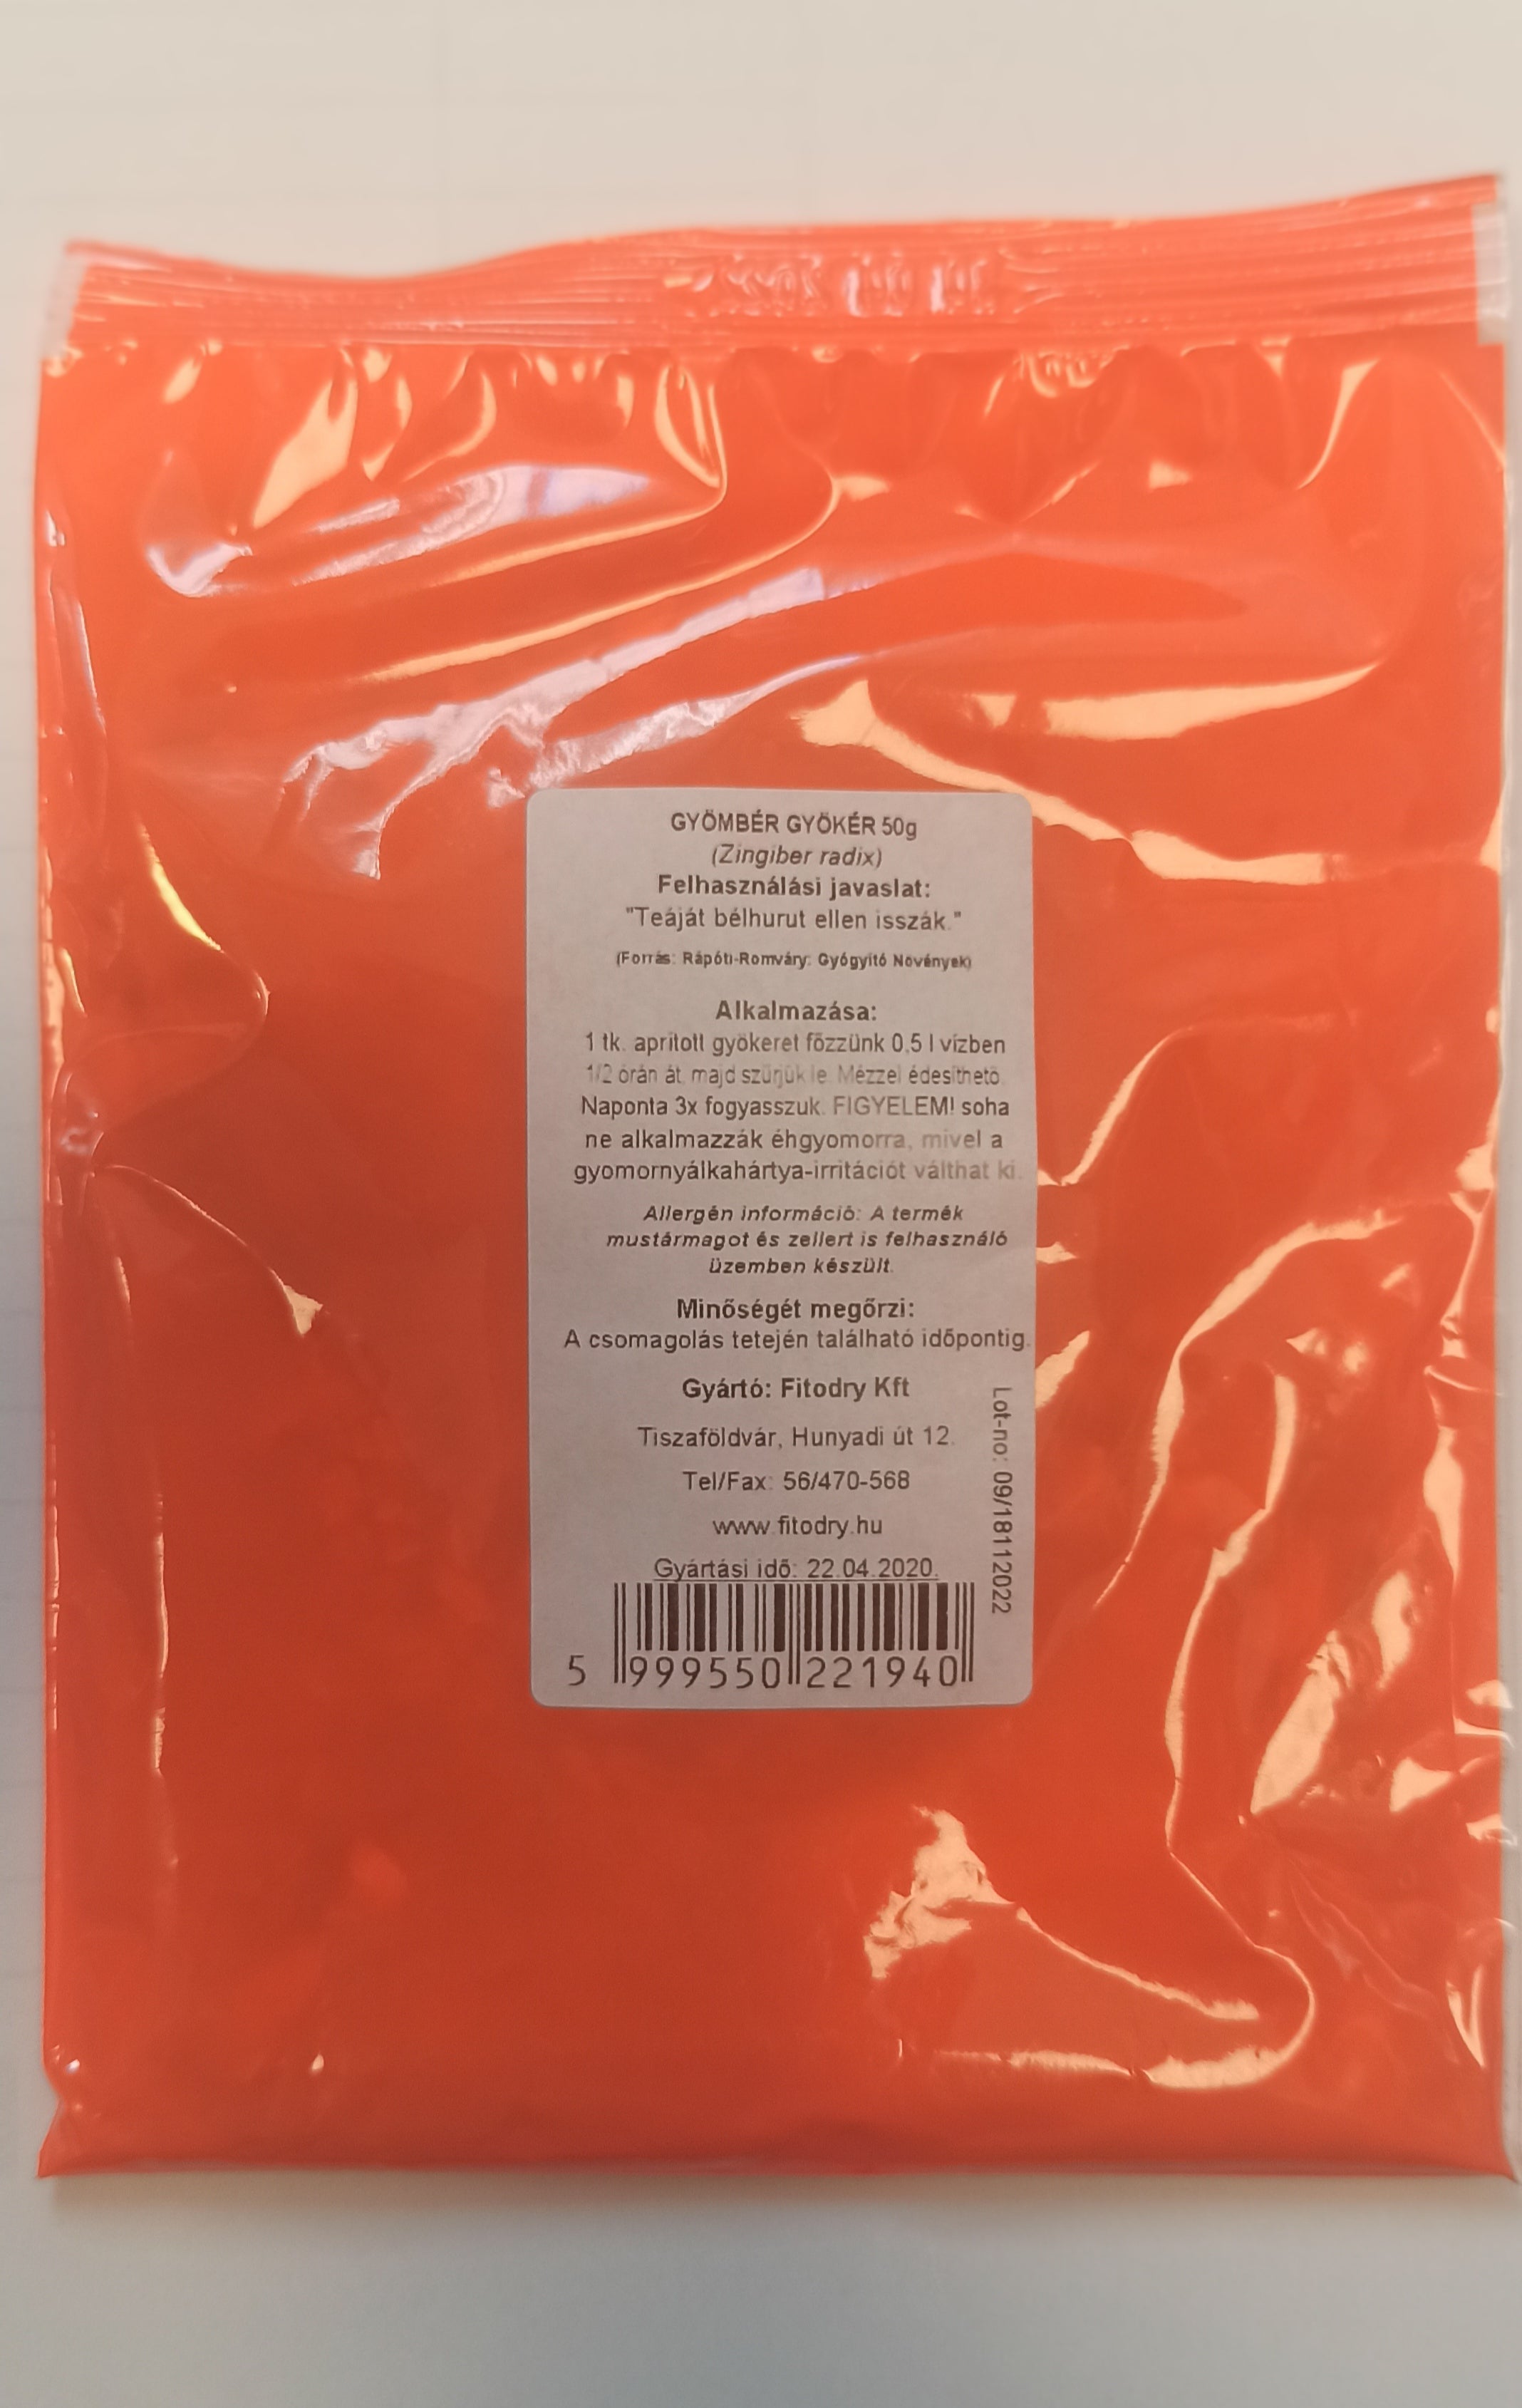 GYÖMBÉR GYÖKÉR 50g
(Zingiber radix)
Felhasználási javaslat:
"Teáját bélhurut ellen isszák."
(Forrás: Rápóti-Romváry: Gyógyító Növények)
Alkalmazása:
1 tk. aprított gyökeret főzzünk 0,5 l vízben
1/2 órán át, majd szűrjük le. Mézzel édesíthető.
Naponta 3x fogyasszuk. FIGYELEM! soha
ne alkalmazzák éhgyomorra, mivel a
gyomornyálkahártya-irritációt válthat ki.
Allergén információ: A termék
mustármagot és zellert is felhasználó
üzemben készült.
Minőségét megőrzi:
A csomagolás tetején található időpontig.
Gyártó: Fitodry Kft
Tiszaföldvár, Hunyadi út 12.
Tel/Fax: 56/470-568
www.fitodry.hu
Gyártási idő: 22.04.2020.
5 999550 221940
Lot-no: 09/18112022